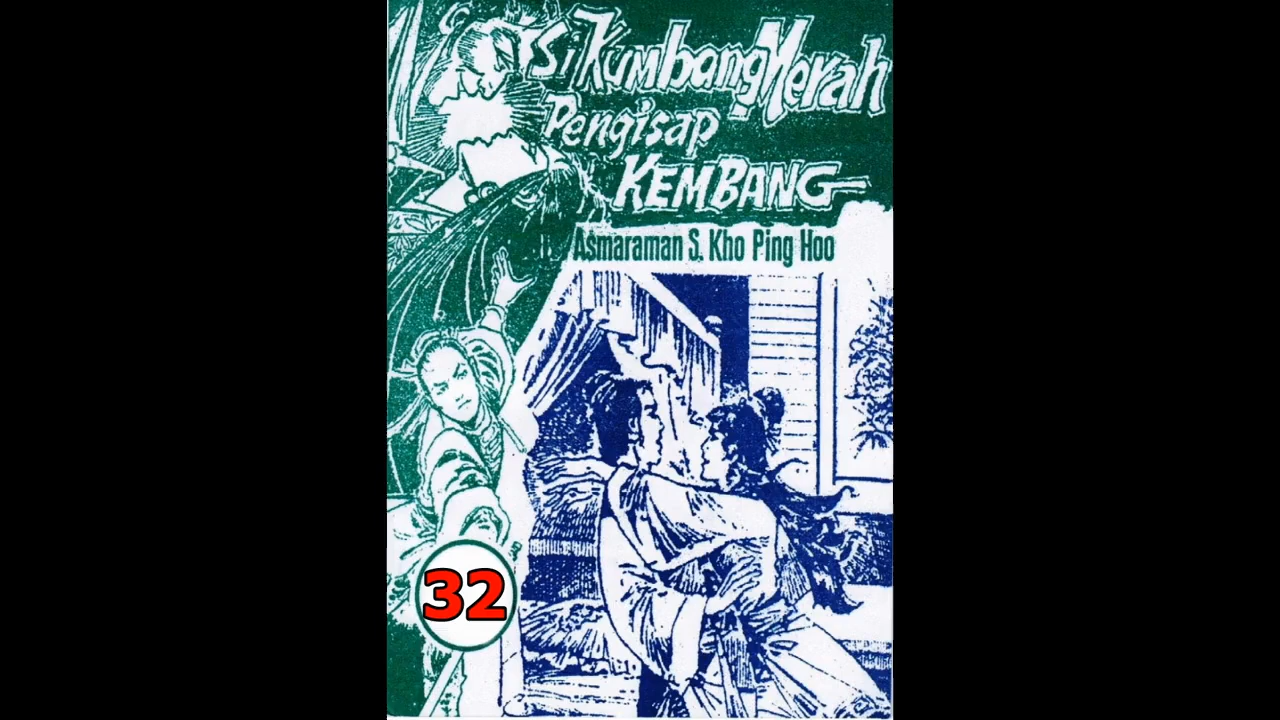 Si Kumbang Merah
Pengisap
KEMBANG
Asmaraman S. Kho Ping Hoo
32